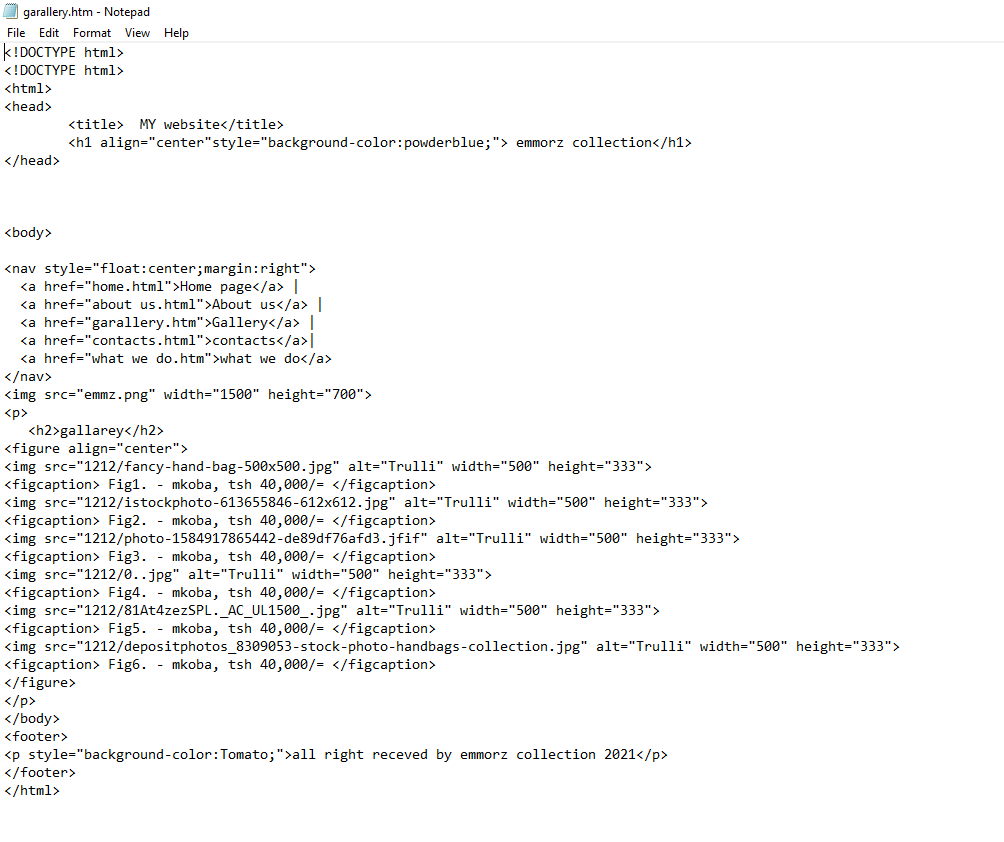 garallery.htm - Notepad
File Edit Format View Help
<!DOCTYPE html>
<!DOCTYPE html>
<html>
<head>
        <title>  MY website</title>
        <h1 align="center"style="background-color:powderblue;"> emmorz collection</h1>
</head>
<body>
<nav style="float:center;margin:right">
  <a href="home.html">Home page</a> |
  <a href="about us.html">About us</a> |
  <a href="garallery.htm">Gallery</a> |
  <a href="contacts.html">contacts</a>|
  <a href="what we do.htm">what we do</a>
</nav>
<img src="emmz.png" width="1500" height="700">
<p>
   <h2>gallarey</h2>
<figure align="center">
<img src="1212/fancy-hand-bag-500x500.jpg" alt="Trulli" width="500" height="333">
<figcaption> Fig1. - mkoba, tsh 40,000/= </figcaption>
<img src="1212/istockphoto-613655846-612x612.jpg" alt="Trulli" width="500" height="333">
<figcaption> Fig2. - mkoba, tsh 40,000/= </figcaption>
<img src="1212/photo-1584917865442-de89df76afd3.jfif" alt="Trulli" width="500" height="333">
<figcaption> Fig3. - mkoba, tsh 40,000/= </figcaption>
<img src="1212/0..jpg" alt="Trulli" width="500" height="333">
<figcaption> Fig4. - mkoba, tsh 40,000/= </figcaption>
<img src="1212/81At4zezSPL._AC_UL1500_.jpg" alt="Trulli" width="500" height="333">
<figcaption> Fig5. - mkoba, tsh 40,000/= </figcaption>
<img src="1212/depositphotos_8309053-stock-photo-handbags-collection.jpg" alt="Trulli" width="500" height="333">
<figcaption> Fig6. - mkoba, tsh 40,000/= </figcaption>
</figure>
</p>
</body>
<footer>
<p style="background-color:Tomato;">all right receved by emmorz collection 2021</p>
</footer>
</html>